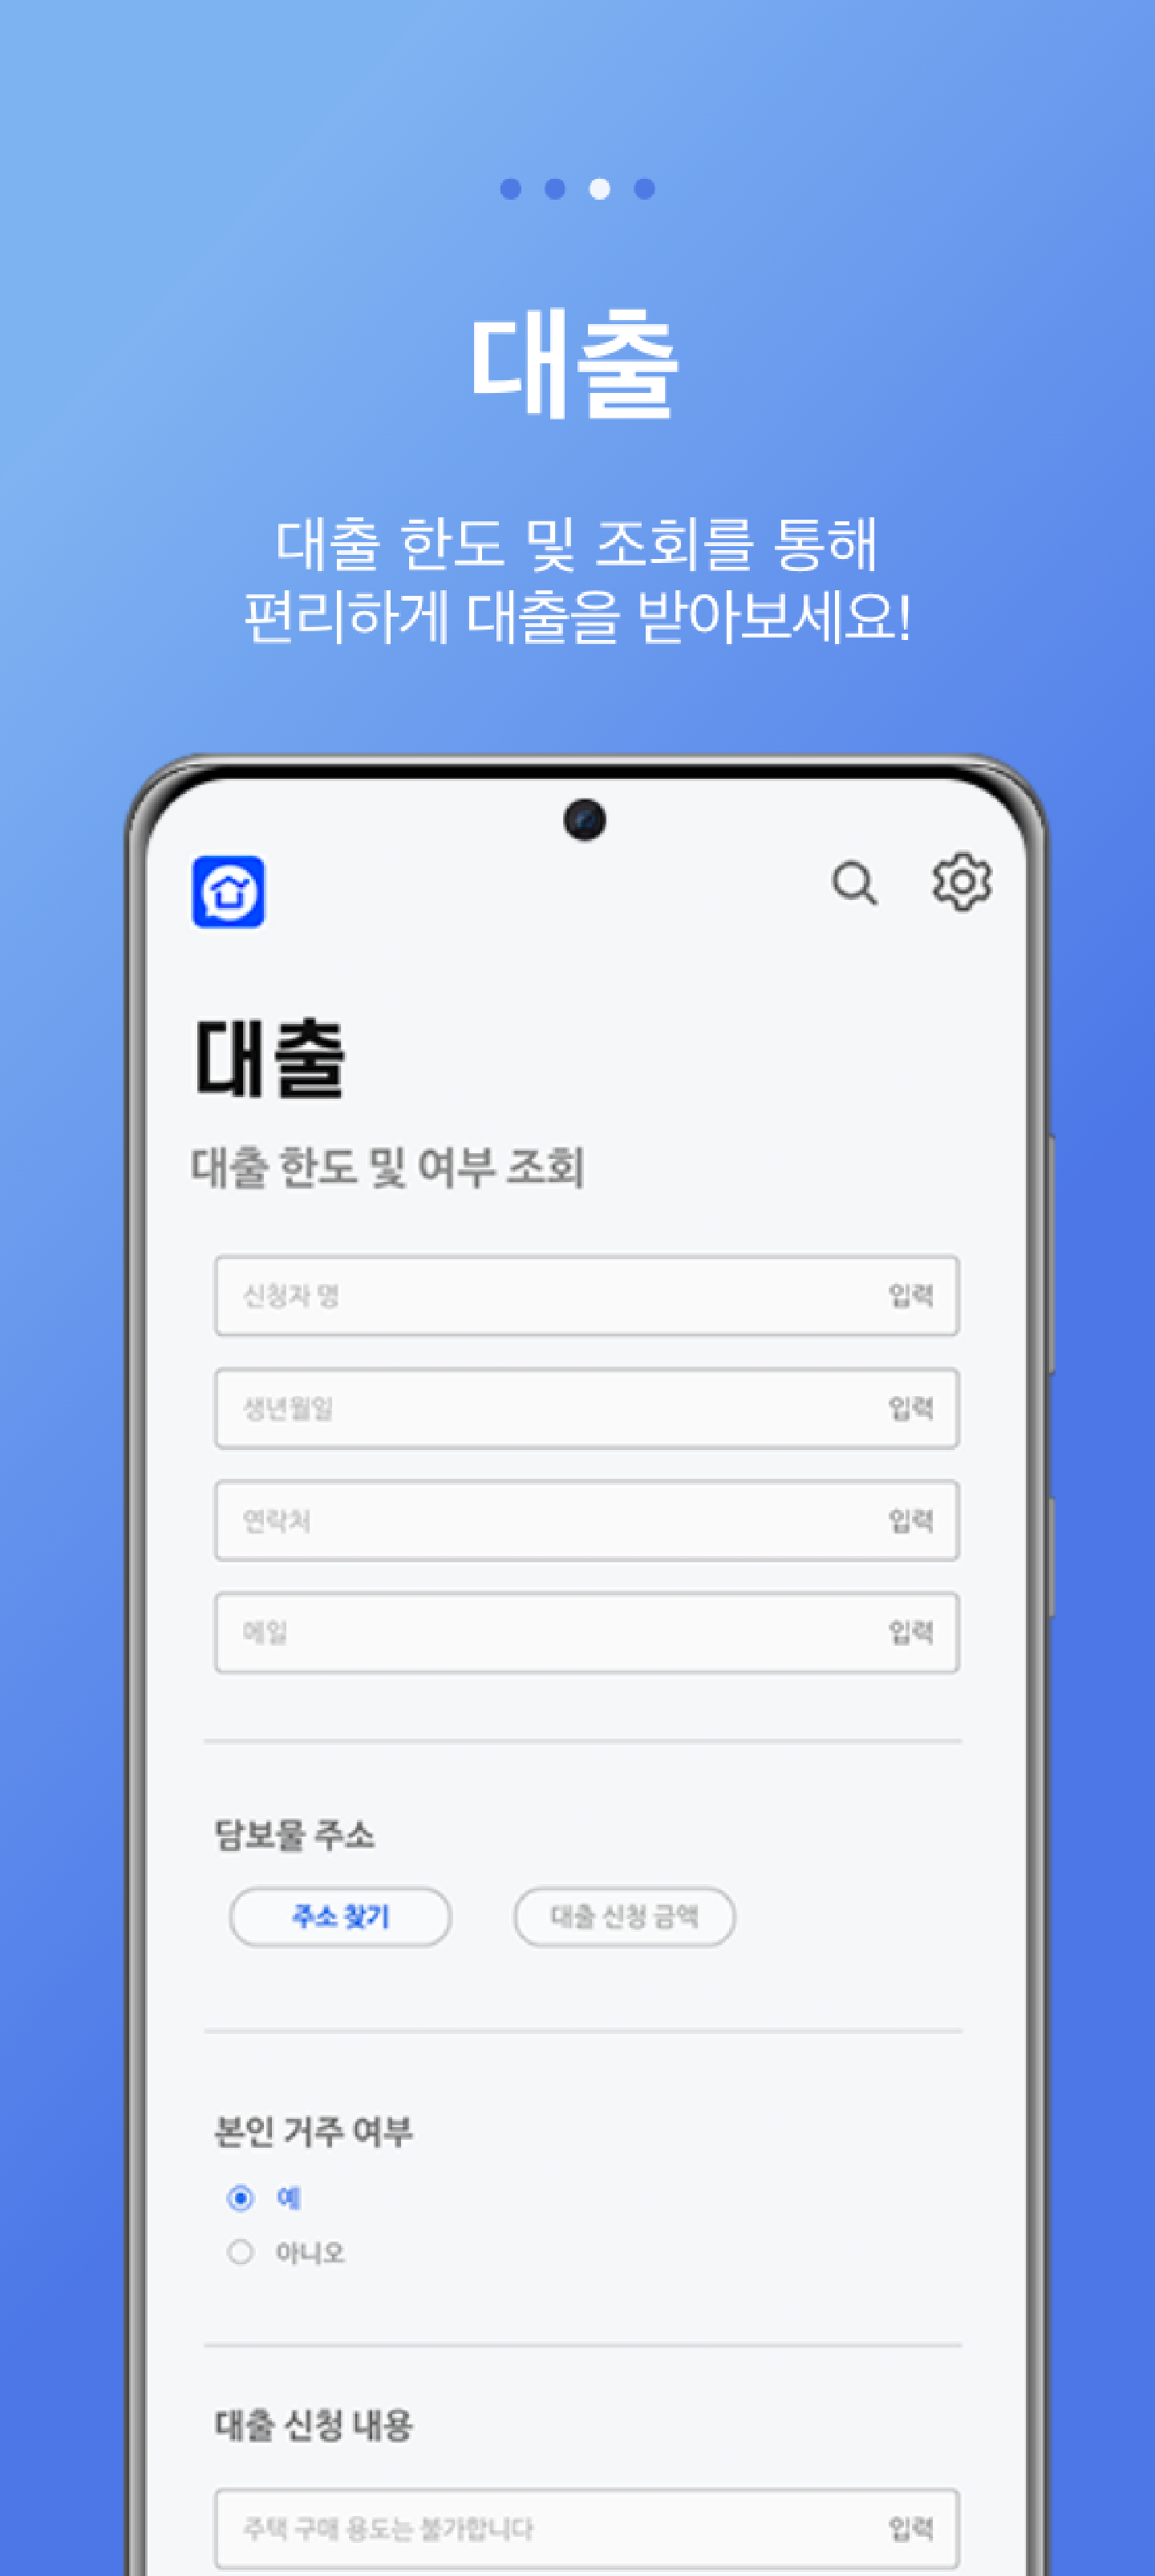 대출
대출 한도 및 조회를 통해
편리하게 대출을 받아보세요!
대출
대출 한도 및 여부 조회
신청자 명 입력
생년월일 입력
연락처 입력
메일 입력
담보물 주소
주소 찾기 대출 신청 금액
본인 거주 여부
예
아니오
대출 신청 내용
주택 구매 용도는 불가합니다 입력